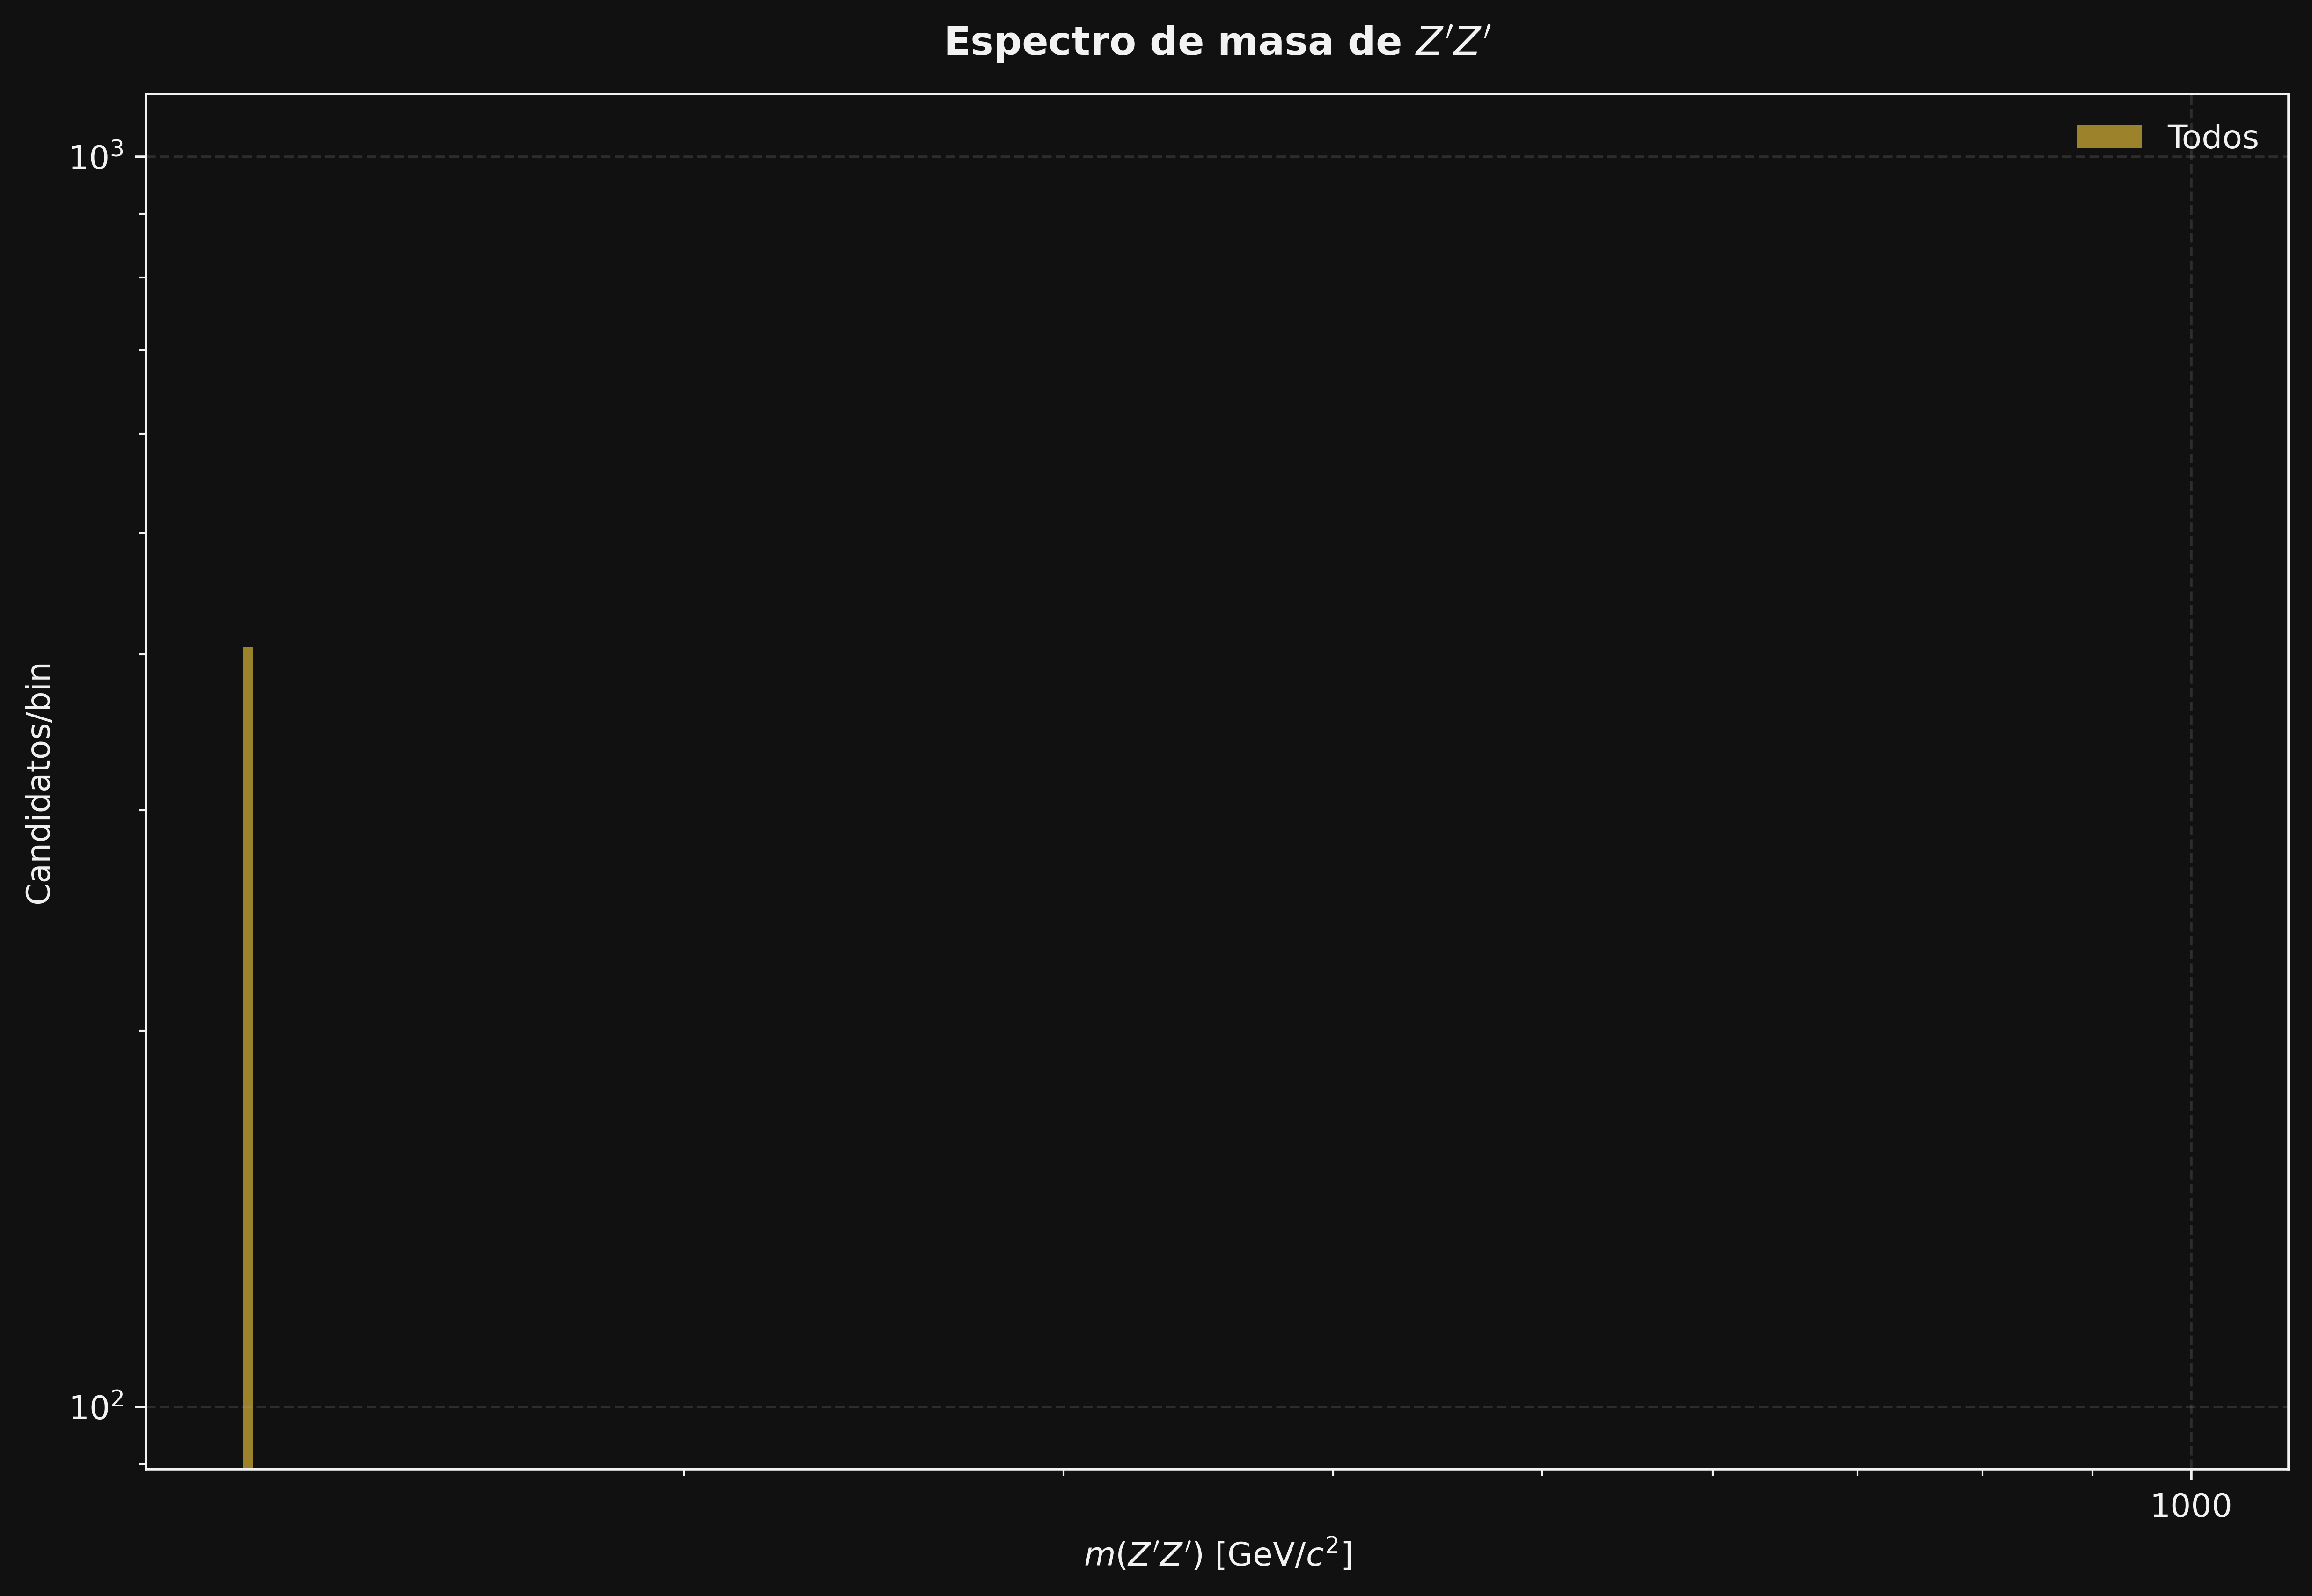 Espectro de masa de Z′Z′
10³
Todos
Candidatos/bin
10²
1000
m(Z′Z′) [GeV/c²]